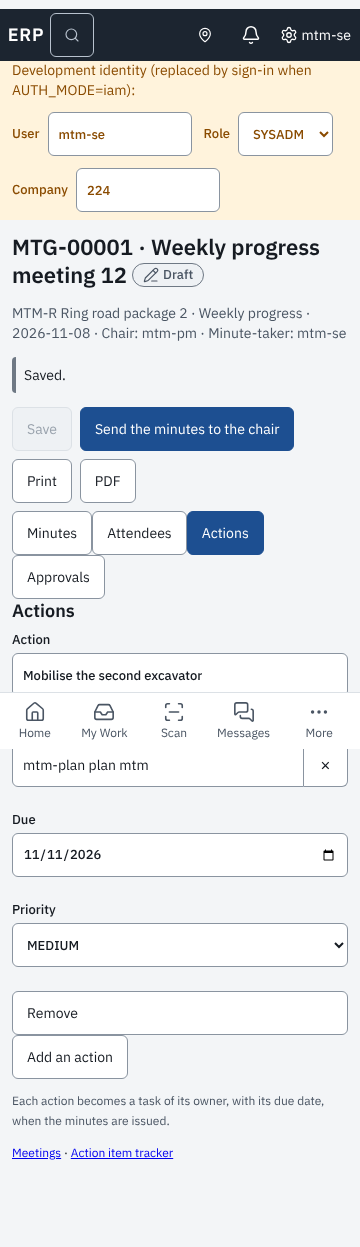 ERP
mtm-se
Development identity (replaced by sign-in when
AUTH_MODE=iam):
User mtm-se Role SYSADM
Company 224
MTG-00001 · Weekly progress
meeting 12 Draft
MTM-R Ring road package 2 · Weekly progress ·
2026-11-08 · Chair: mtm-pm · Minute-taker: mtm-se
Saved.
Save Send the minutes to the chair
Print PDF
Minutes Attendees Actions
Approvals
Actions
Action
Mobilise the second excavator
Home My Work Scan Messages More
mtm-plan plan mtm ×
Due
11/11/2026
Priority
MEDIUM
Remove
Add an action
Each action becomes a task of its owner, with its due date,
when the minutes are issued.
Meetings · Action item tracker